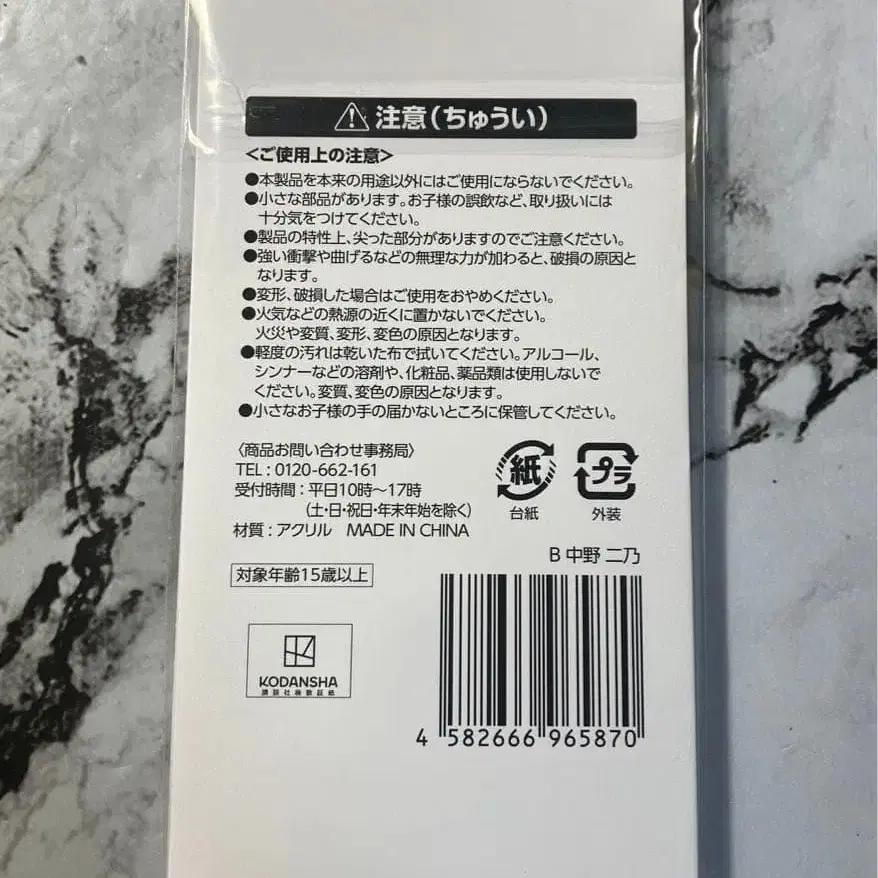 注意(ちゅうい)
<ご使用上の注意>
●本製品を本来の用途以外にはご使用にならないでください。
●小さな部品があります。お子様の誤飲など、取り扱いには
十分気をつけてください。
●製品の特性上、尖った部分がありますのでご注意ください。
●強い衝撃や曲げるなどの無理な力が加わると、破損の原因と
なります。
●変形、破損した場合はご使用をおやめください。
●火気などの熱源の近くに置かないでください。
火災や変質、変形、変色の原因となります。
●軽度の汚れは乾いた布で拭いてください。アルコール、
シンナーなどの溶剤や、化粧品、薬品類は使用しないで
ください。変質、変色の原因となります。
●小さなお子様の手の届かないところに保管してください。
〈商品お問い合わせ事務局〉
TEL:0120-662-161
受付時間:平日10時〜17時
(土・日・祝日・年末年始を除く)
材質:アクリル MADE IN CHINA
紙
台紙
プラ
外装
対象年齢15歳以上
B 中野 二乃
KODANSHA
講談社検数証紙
4 582666 965870